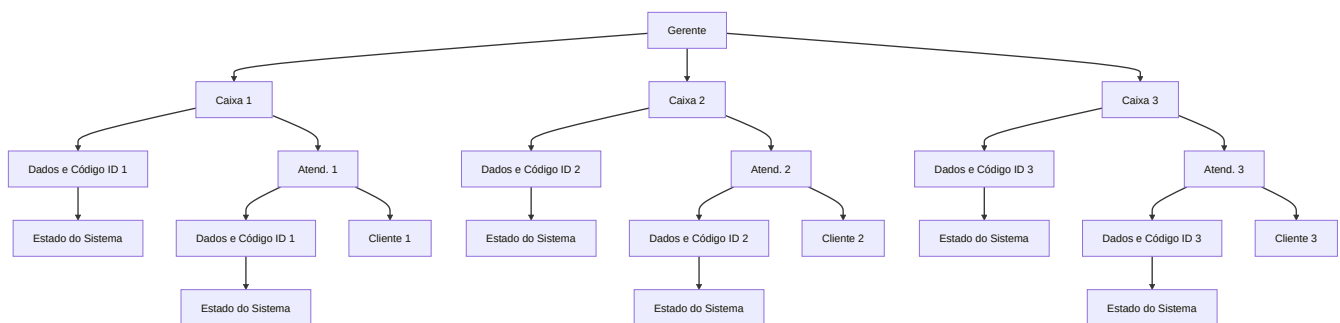 Gerente
Caixa 1
Caixa 2
Caixa 3
Dados e Código ID 1
Atend. 1
Dados e Código ID 2
Atend. 2
Dados e Código ID 3
Atend. 3
Estado do Sistema
Dados e Código ID 1
Cliente 1
Estado do Sistema
Dados e Código ID 2
Cliente 2
Estado do Sistema
Dados e Código ID 3
Cliente 3
Estado do Sistema
Estado do Sistema
Estado do Sistema